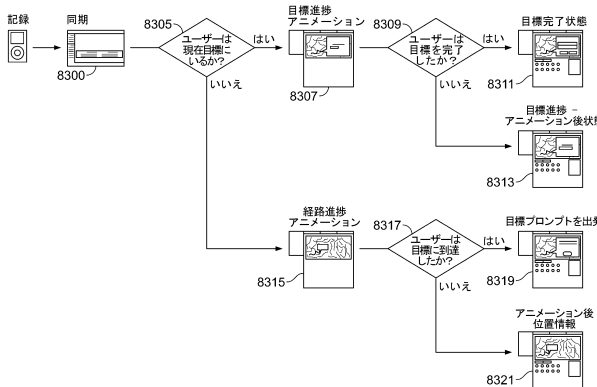 記録
同期
8300
8305
ユーザーは
現在目標に
いるか?
はい
いいえ
目標進捗
アニメーション
8307
8309
ユーザーは
目標を完了
したか?
はい
いいえ
目標完了状態
8311
目標進捗 -
アニメーション後状態
8313
経路進捗
アニメーション
8315
8317
ユーザーは
目標に到達
したか?
はい
いいえ
目標プロンプトを出発
8319
アニメーション後
位置情報
8321